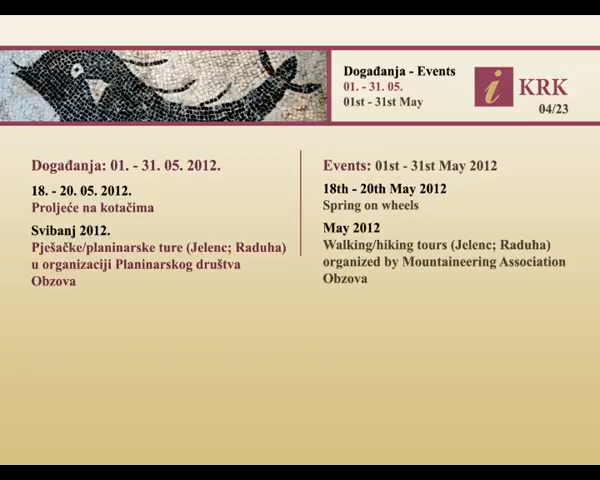 Događanja - Events
01. - 31. 05.
01st - 31st May
i KRK
04/23
Događanja: 01. - 31. 05. 2012.
18. - 20. 05. 2012.
Proljeće na kotačima
Svibanj 2012.
Pješačke/planinarske ture (Jelenc; Raduha)
u organizaciji Planinarskog društva
Obzova
Events: 01st - 31st May 2012
18th - 20th May 2012
Spring on wheels
May 2012
Walking/hiking tours (Jelenc; Raduha)
organized by Mountaineering Association
Obzova